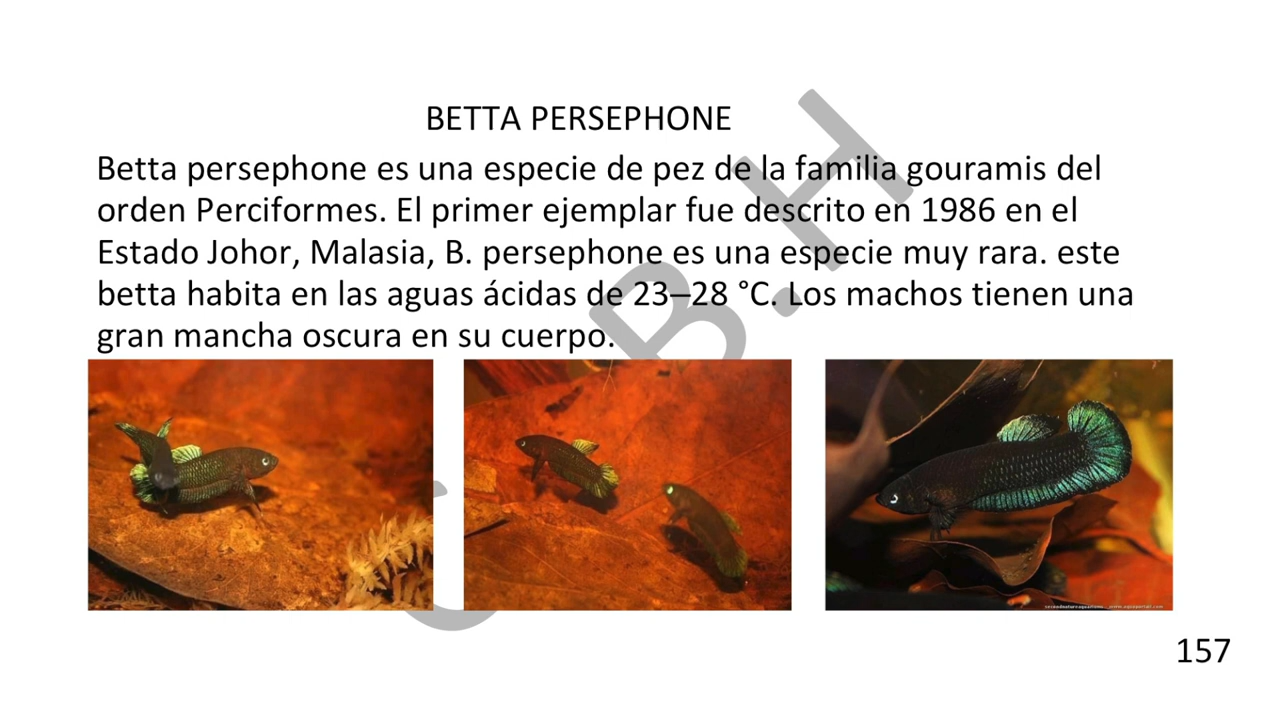 BETTA PERSEPHONE
Betta persephone es una especie de pez de la familia gouramis del
orden Perciformes. El primer ejemplar fue descrito en 1986 en el
Estado Johor, Malasia, B. persephone es una especie muy rara. este
betta habita en las aguas ácidas de 23–28 °C. Los machos tienen una
gran mancha oscura en su cuerpo.
157